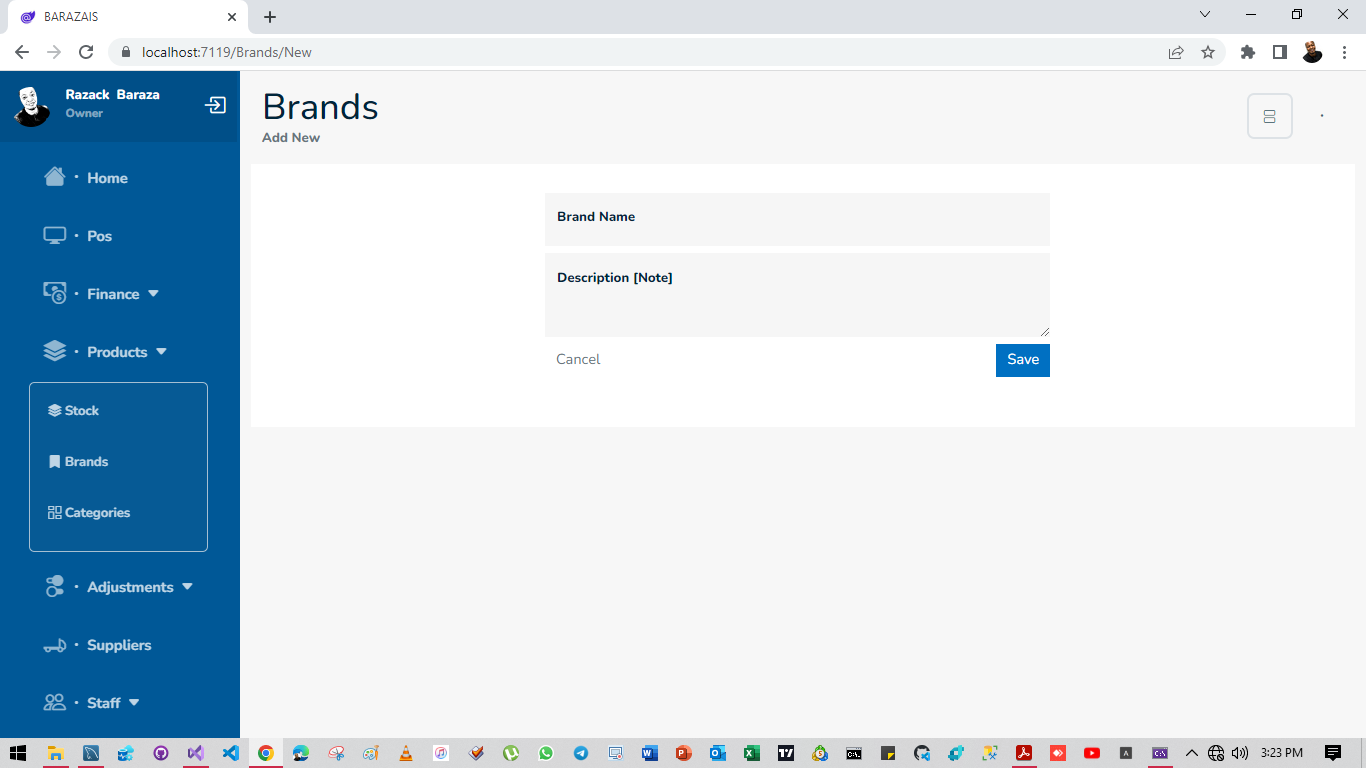 BARAZAIS
localhost:7119/Brands/New
Razack Baraza
Owner
Brands
Add New
· Home
· Pos
· Finance
· Products
Stock
Brands
Categories
· Adjustments
· Suppliers
· Staff
Brand Name
Description [Note]
Cancel
Save
3:23 PM